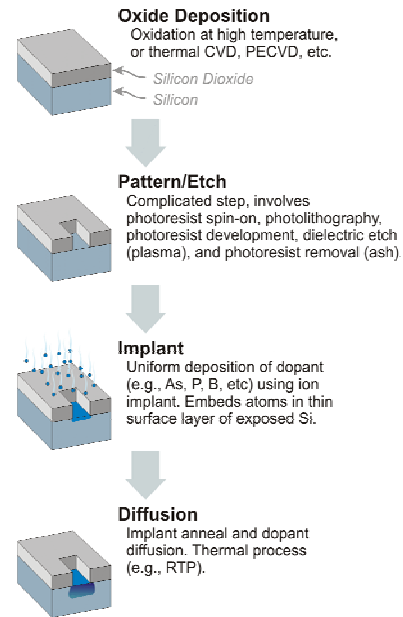 Oxide Deposition
Oxidation at high temperature,
or thermal CVD, PECVD, etc.
Silicon Dioxide
Silicon
Pattern/Etch
Complicated step, involves
photoresist spin-on, photolithography,
photoresist development, dielectric etch
(plasma), and photoresist removal (ash).
Implant
Uniform deposition of dopant
(e.g., As, P, B, etc) using ion
implant. Embeds atoms in thin
surface layer of exposed Si.
Diffusion
Implant anneal and dopant
diffusion. Thermal process
(e.g., RTP).